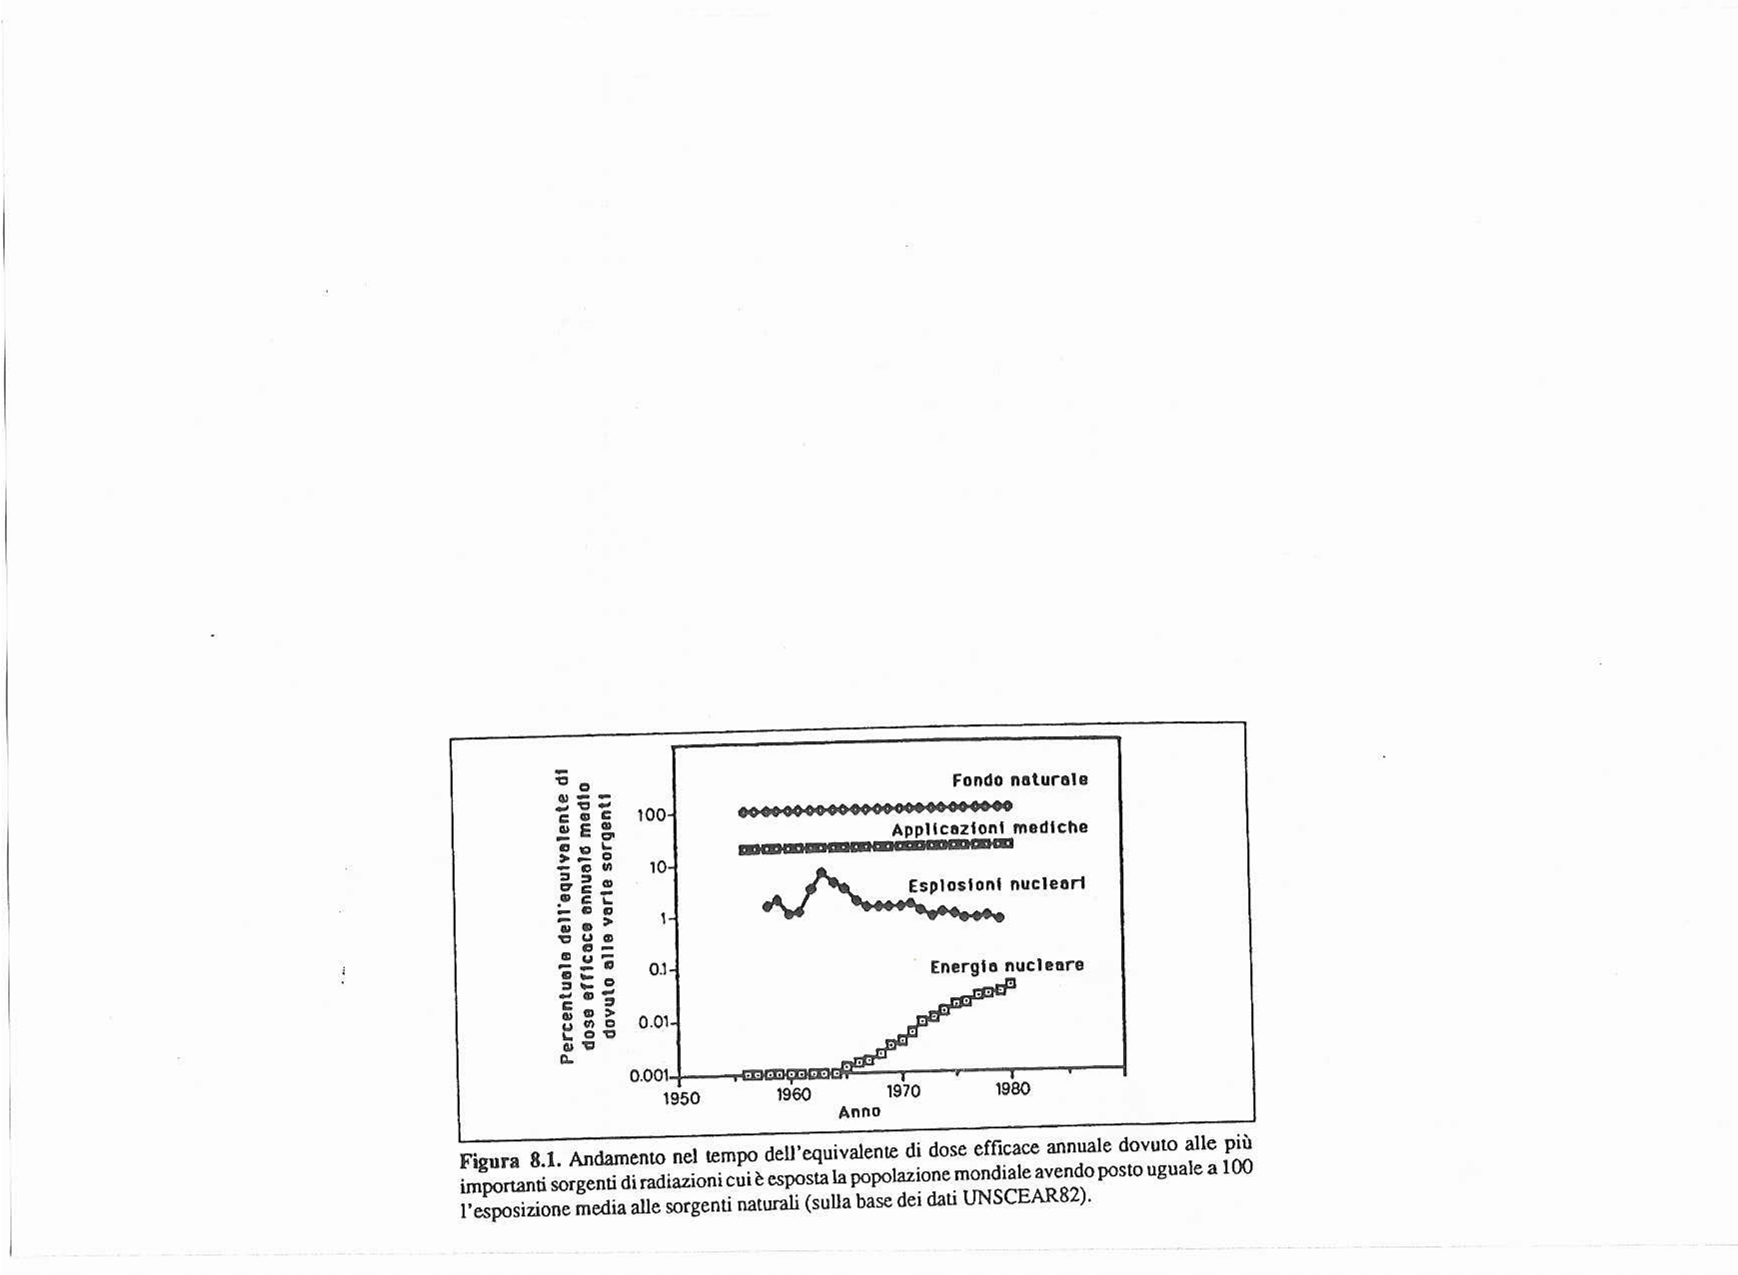 Percentuale dell'equivalente di
dose efficace annuale medio
dovuto alle varie sorgenti
Fondo naturale
100
Applicazioni mediche
10
Esplosioni nucleari
1
0.1
Energia nucleare
0.01
0.001
1950
1960
1970
1980
Anno
Figura 8.1. Andamento nel tempo dell'equivalente di dose efficace annuale dovuto alle più
importanti sorgenti di radiazioni cui è esposta la popolazione mondiale avendo posto uguale a 100
l'esposizione media alle sorgenti naturali (sulla base dei dati UNSCEAR82).